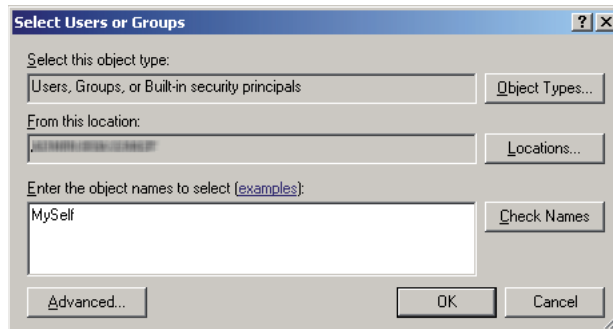 Select Users or Groups
Select this object type:
Users, Groups, or Built-in security principals
Object Types...
From this location:
Locations...
Enter the object names to select (examples):
MySelf
Check Names
Advanced...
OK
Cancel